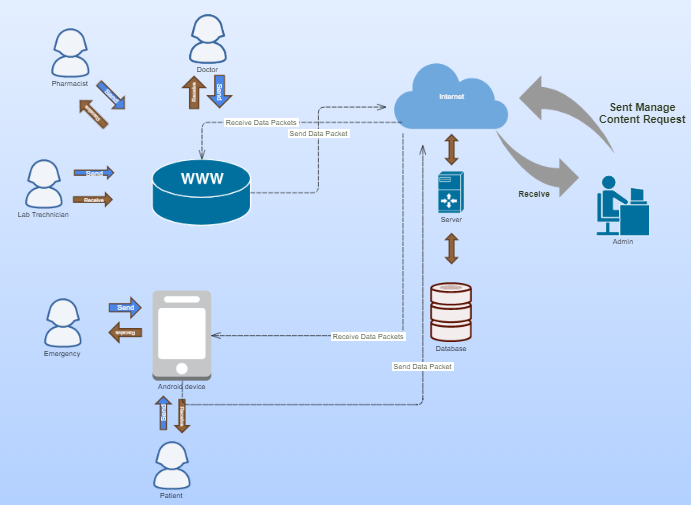 Doctor
Pharmacist
Send
Receive
Receive
Send
Internet
Sent Manage
Content Request
Receive Data Packets
Send Data Packet
Send
WWW
Receive
Lab Trechnician
Receive
Server
Admin
Send
Receive
Receive Data Packets
Emergency
Database
Send Data Packet
Android device
Send
Receive
Patient